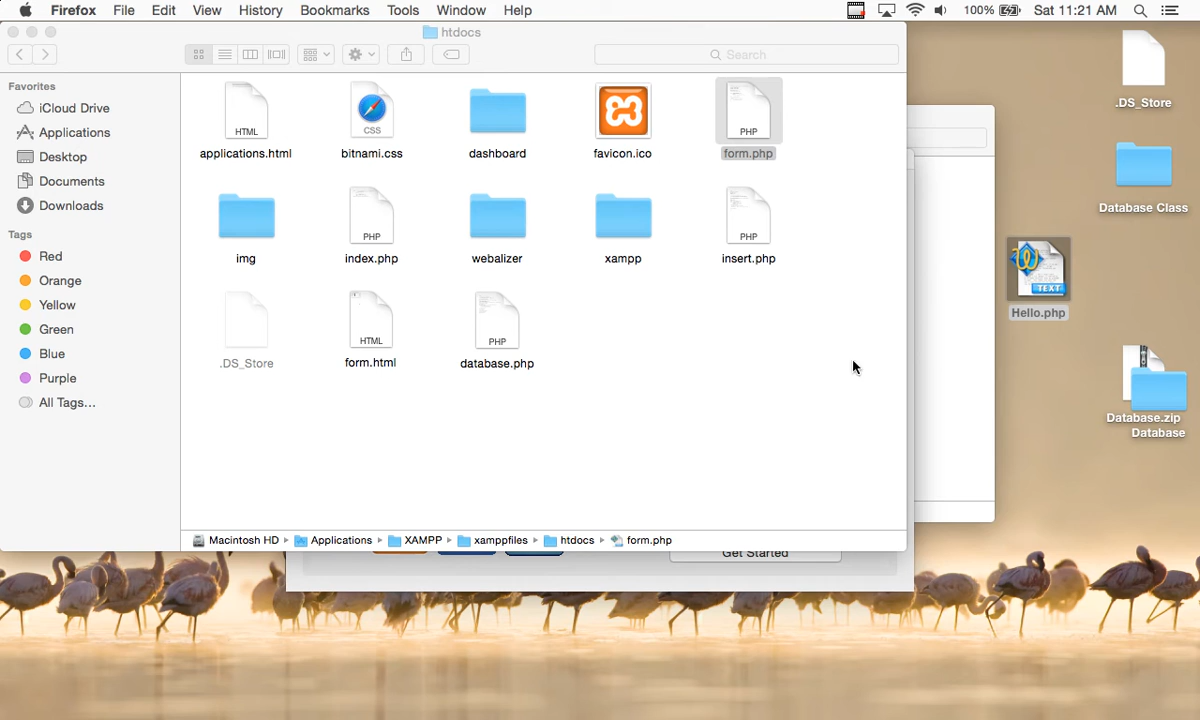 Firefox File Edit View History Bookmarks Tools Window Help 100% Sat 11:21 AM
htdocs
Search
Favorites
iCloud Drive
Applications
Desktop
Documents
Downloads
Tags
Red
Orange
Yellow
Green
Blue
Purple
All Tags...
HTML
applications.html
CSS
bitnami.css
dashboard
favicon.ico
PHP
form.php
img
PHP
index.php
webalizer
xampp
PHP
insert.php
.DS_Store
HTML
form.html
PHP
database.php
Macintosh HD Applications XAMPP xamppfiles htdocs form.php
Get Started
.DS_Store
Database Class
TEXT
Hello.php
Database.zip
Database